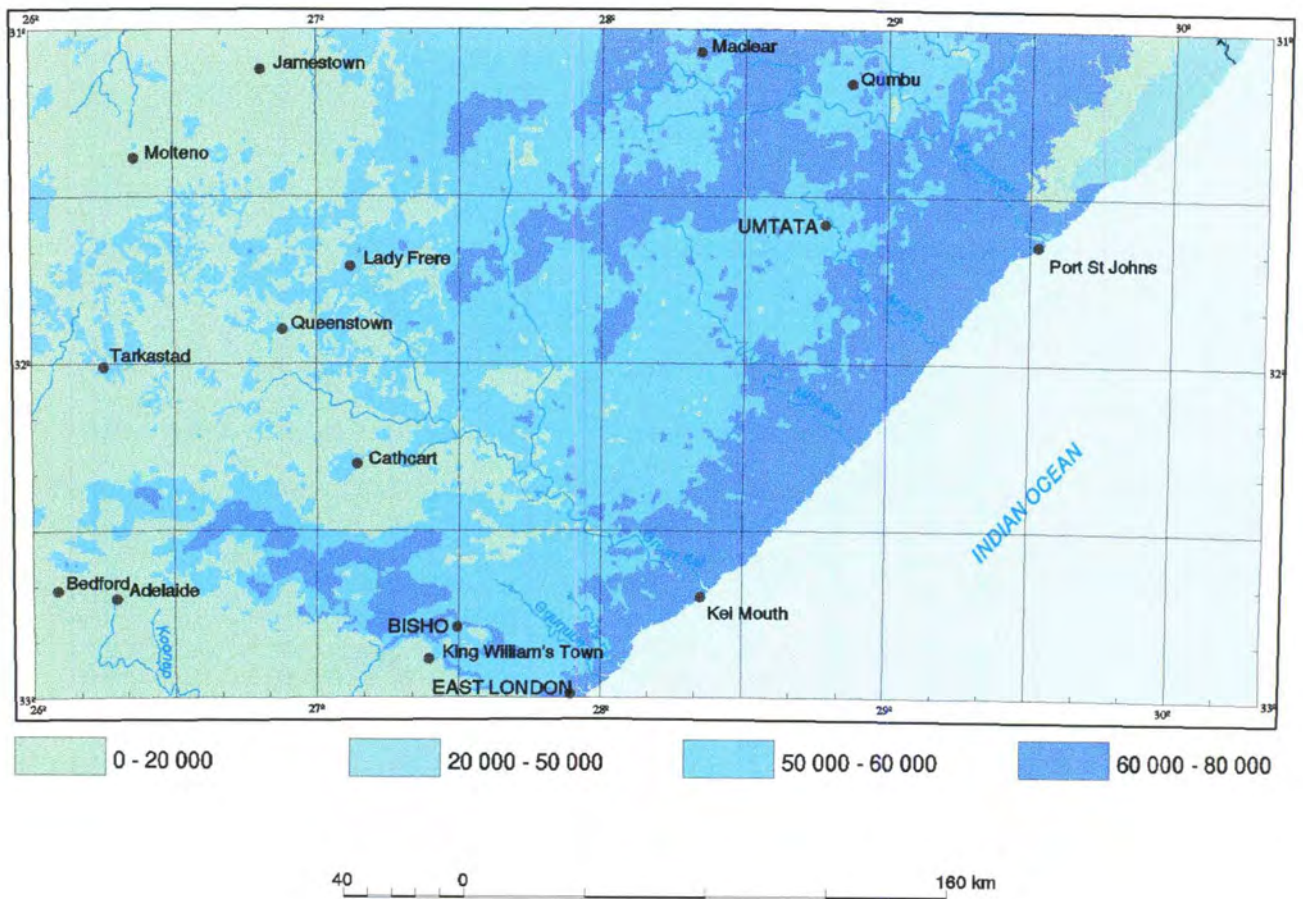 26° 27° 28° 29° 30°
31° 31°
Maclear
Jamestown
Qumbu
Molteno
UMTATA
Lady Frere
Port St Johns
Queenstown
Tarkastad
32° 32°
Cathcart
INDIAN OCEAN
Bedford
Adelaide
Kei Mouth
BISHO
Koonap
King William's Town
EAST LONDON
33° 33°
26° 27° 28° 29° 30°
0 - 20 000 20 000 - 50 000 50 000 - 60 000 60 000 - 80 000
40 0 160 km